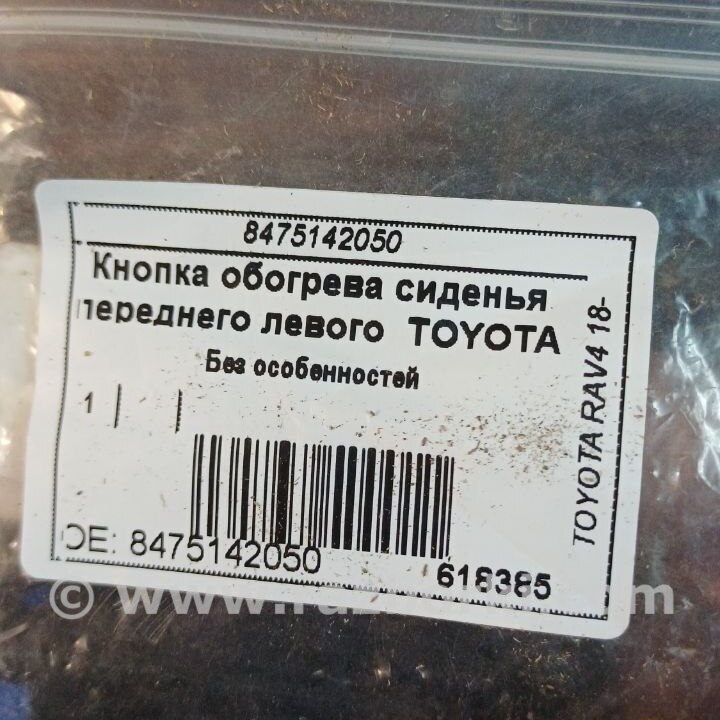 8475142050
Кнопка обогрева сиденья
переднего левого TOYOTA
Без особенностей
1
OE: 8475142050
618385
TOYOTA RAV4 18-